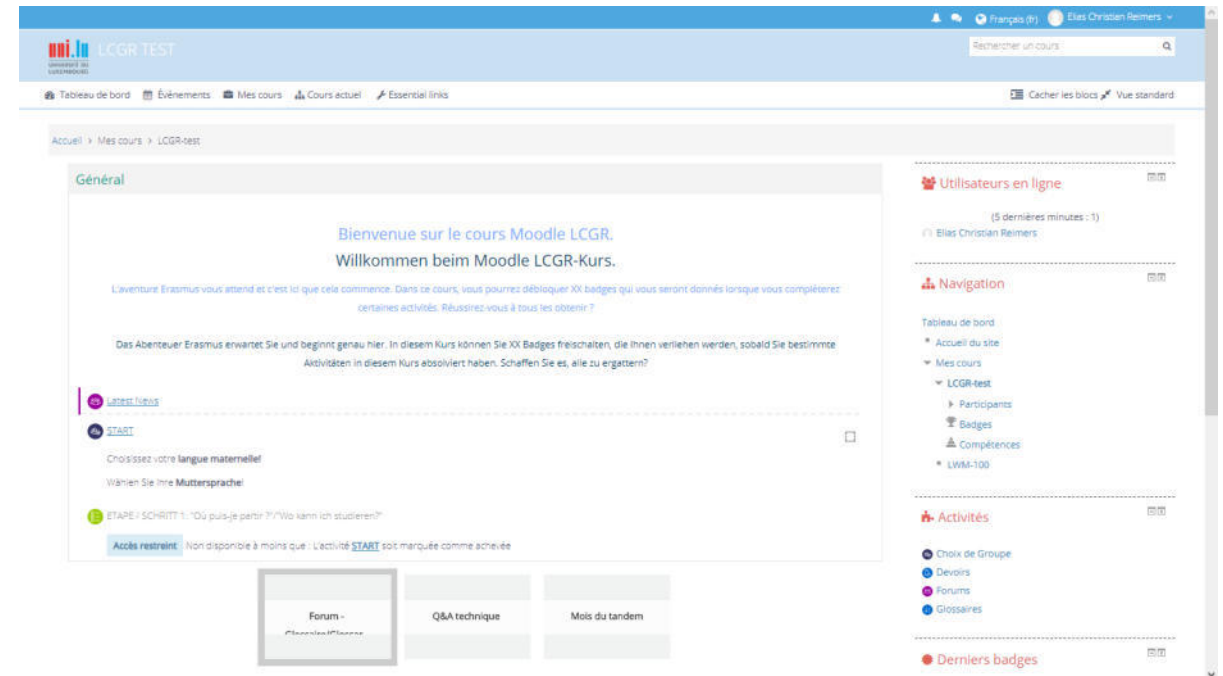 Français (fr) Elias Christian Reimers
uni.lu LCGR TEST
UNIVERSITÉ DU
LUXEMBOURG
Rechercher un cours
Tableau de bord Évènements Mes cours Cours actuel Essential links
Cacher les blocs Vue standard
Accueil Mes cours LCGR-test
Général
Bienvenue sur le cours Moodle LCGR.
Willkommen beim Moodle LCGR-Kurs.
L'aventure Erasmus vous attend et c'est ici que cela commence. Dans ce cours, vous pourrez débloquer XX badges qui vous seront donnés lorsque vous complèterez
certaines activités. Réussirez-vous à tous les obtenir ?
Das Abenteuer Erasmus erwartet Sie und beginnt genau hier. In diesem Kurs können Sie XX Badges freischalten, die Ihnen verliehen werden, sobald Sie bestimmte
Aktivitäten in diesem Kurs absolviert haben. Schaffen Sie es, alle zu ergattern?
Latest News
START
Choisissez votre langue maternelle!
Wählen Sie Ihre Muttersprache!
ETAPE / SCHRITT 1: "Où puis-je partir ?"/"Wo kann ich studieren?"
Accès restreint Non disponible à moins que : L'activité START soit marquée comme achevée
Forum -
Glossaire/Glossar
Q&A technique
Mois du tandem
Utilisateurs en ligne
(5 dernières minutes : 1)
Elias Christian Reimers
Navigation
Tableau de bord
Accueil du site
Mes cours
LCGR-test
Participants
Badges
Compétences
LWM-100
Activités
Choix de Groupe
Devoirs
Forums
Glossaires
Derniers badges